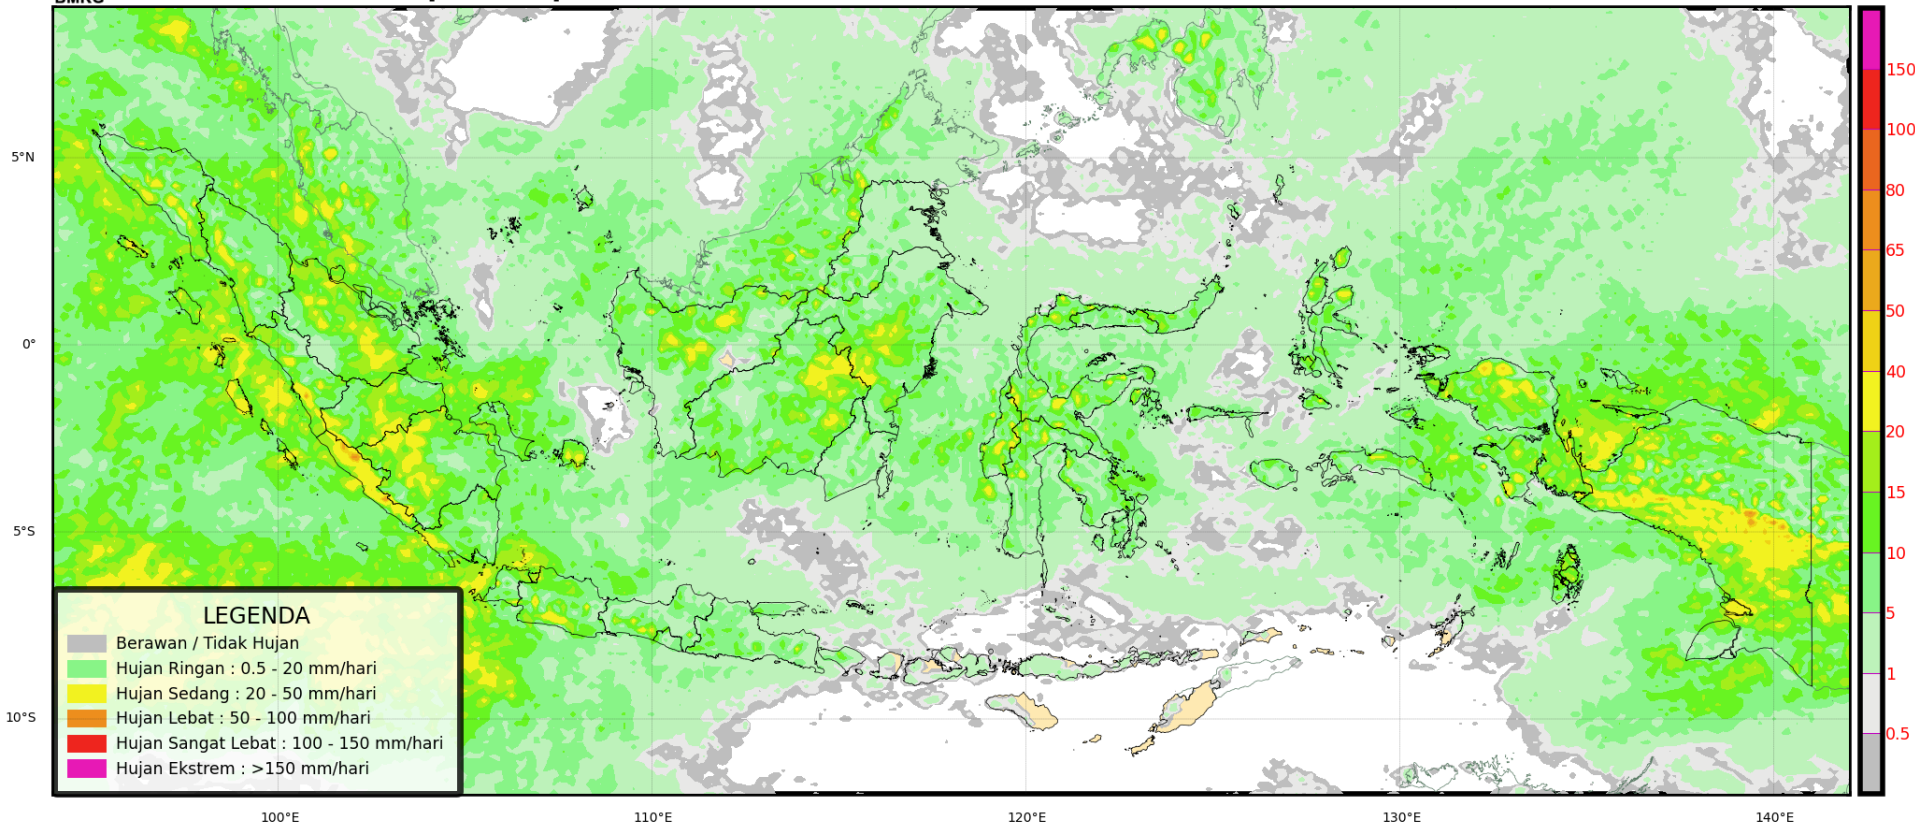 BMKG
5°N
0°
5°S
10°S
LEGENDA
Berawan / Tidak Hujan
Hujan Ringan : 0.5 - 20 mm/hari
Hujan Sedang : 20 - 50 mm/hari
Hujan Lebat : 50 - 100 mm/hari
Hujan Sangat Lebat : 100 - 150 mm/hari
Hujan Ekstrem : >150 mm/hari
100°E
110°E
120°E
130°E
140°E
150
100
80
65
50
40
20
15
10
5
1
0.5